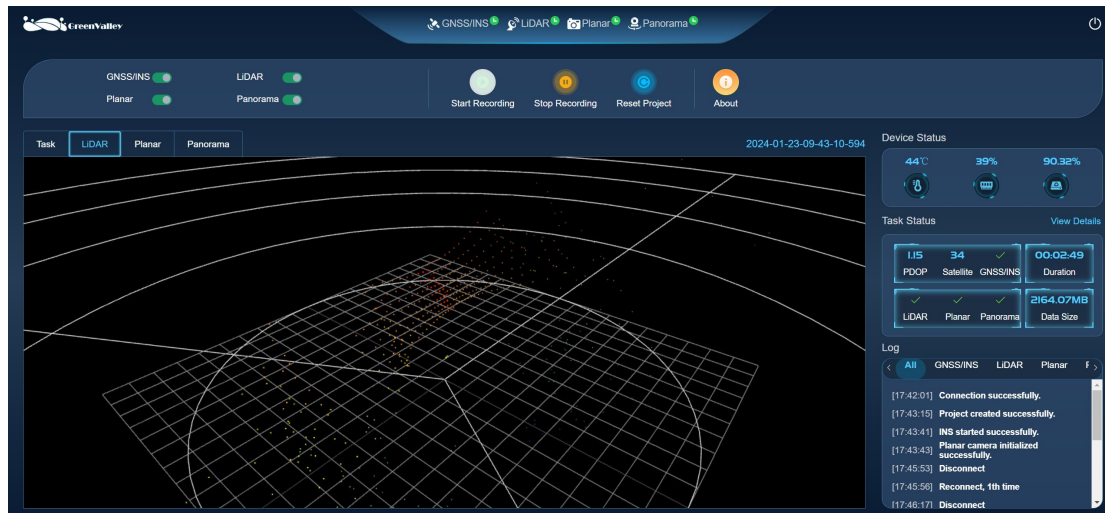 GreenValley
GNSS/INS LiDAR Planar Panorama
GNSS/INS LiDAR
Planar Panorama
Start Recording Stop Recording Reset Project About
Task LiDAR Planar Panorama 2024-01-23-09-43-10-594
Device Status
44℃ 39% 90.32%
Task Status View Details
1.15 34 00:02:49
PDOP Satellite GNSS/INS Duration
2164.07MB
LiDAR Planar Panorama Data Size
Log
All GNSS/INS LiDAR Planar
[17:42:01] Connection successfully.
[17:43:15] Project created successfully.
[17:43:41] INS started successfully.
[17:43:43] Planar camera initialized
successfully.
[17:45:53] Disconnect
[17:45:56] Reconnect, 1th time
[17:46:17] Disconnect